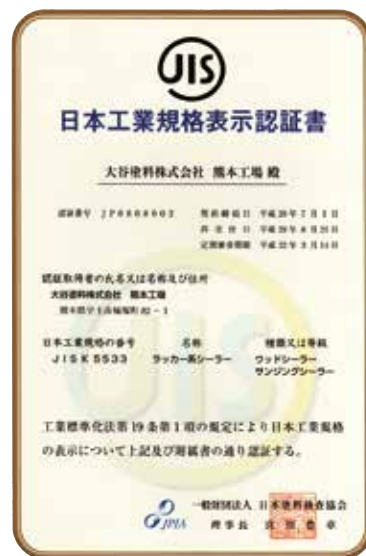 JIS
日本工業規格表示認証書
大谷塗料株式会社 熊本工場 殿
認証番号
認証取得者の氏名又は名称及び住所
大谷塗料株式会社 熊本工場
日本工業規格の番号 名称 種類又は等級
JIS K 5533 ラッカー系シーラー ウッドシーラー
サンジングシーラー
工業標準化法第19条第1項の規定により日本工業規格
の表示について上記及び附属書の通り認証する。
JPIA
一般財団法人 日本塗料検査協会
理事長